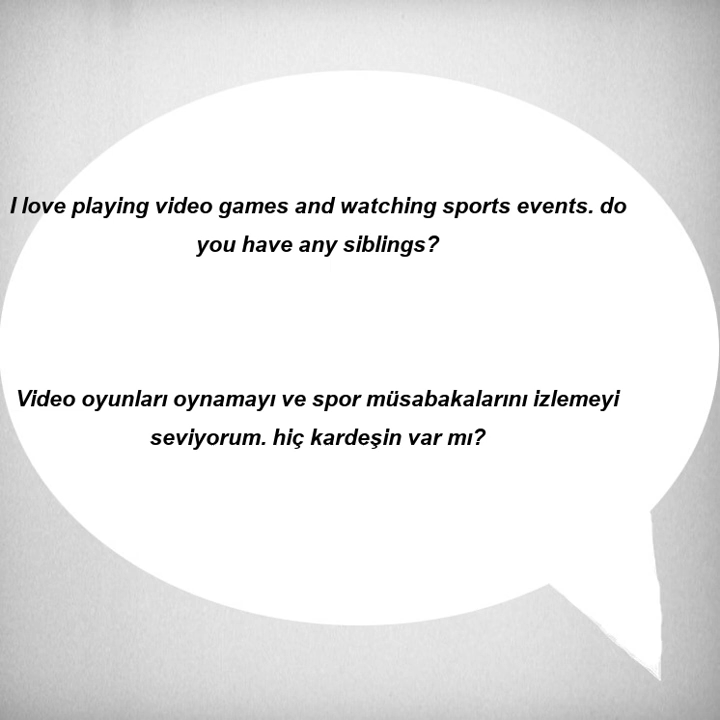 I love playing video games and watching sports events. do
you have any siblings?
Video oyunları oynamayı ve spor müsabakalarını izlemeyi
seviyorum. hiç kardeşin var mı?